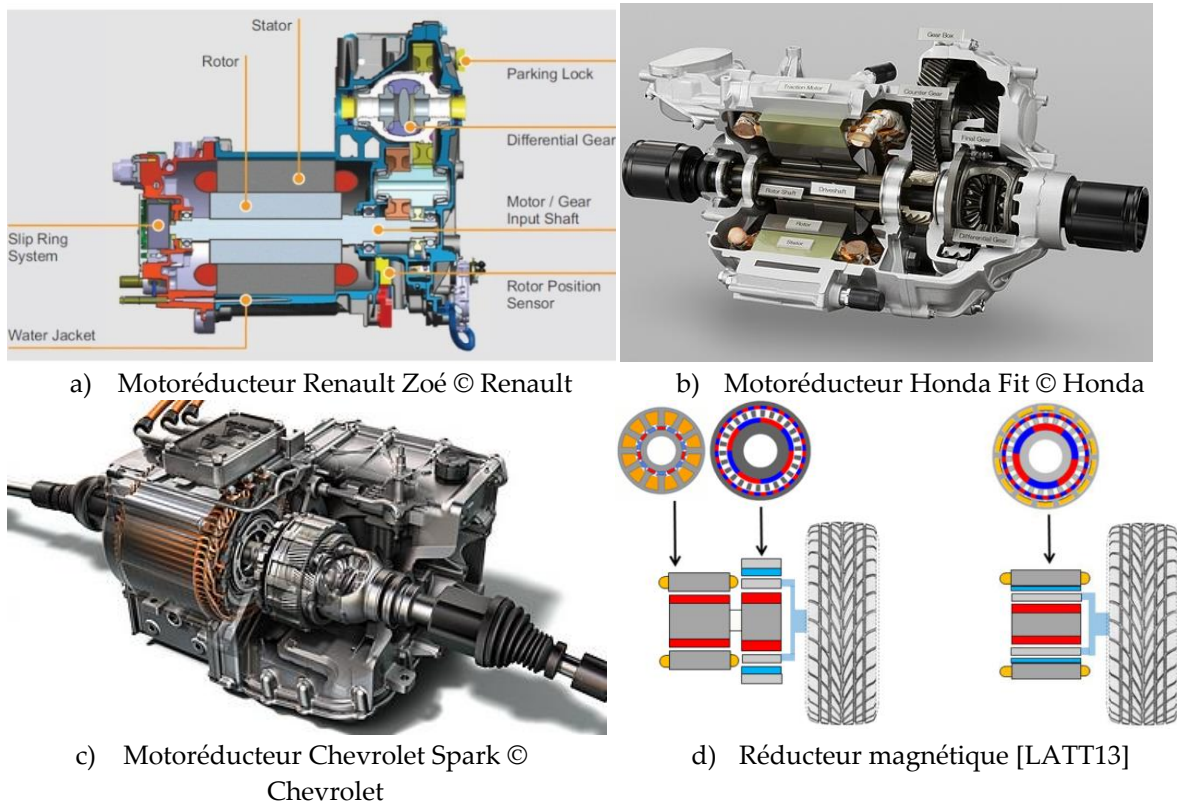 Stator
Rotor
Parking Lock
Differential Gear
Motor / Gear
Input Shaft
Slip Ring
System
Rotor Position
Sensor
Water Jacket
Gear Box
Traction Motor
Counter Gear
Final Gear
Rotor Shaft
Driveshaft
Rotor
Stator
Differential Gear
a) Motoréducteur Renault Zoé © Renault
b) Motoréducteur Honda Fit © Honda
c) Motoréducteur Chevrolet Spark ©
Chevrolet
d) Réducteur magnétique [LATT13]